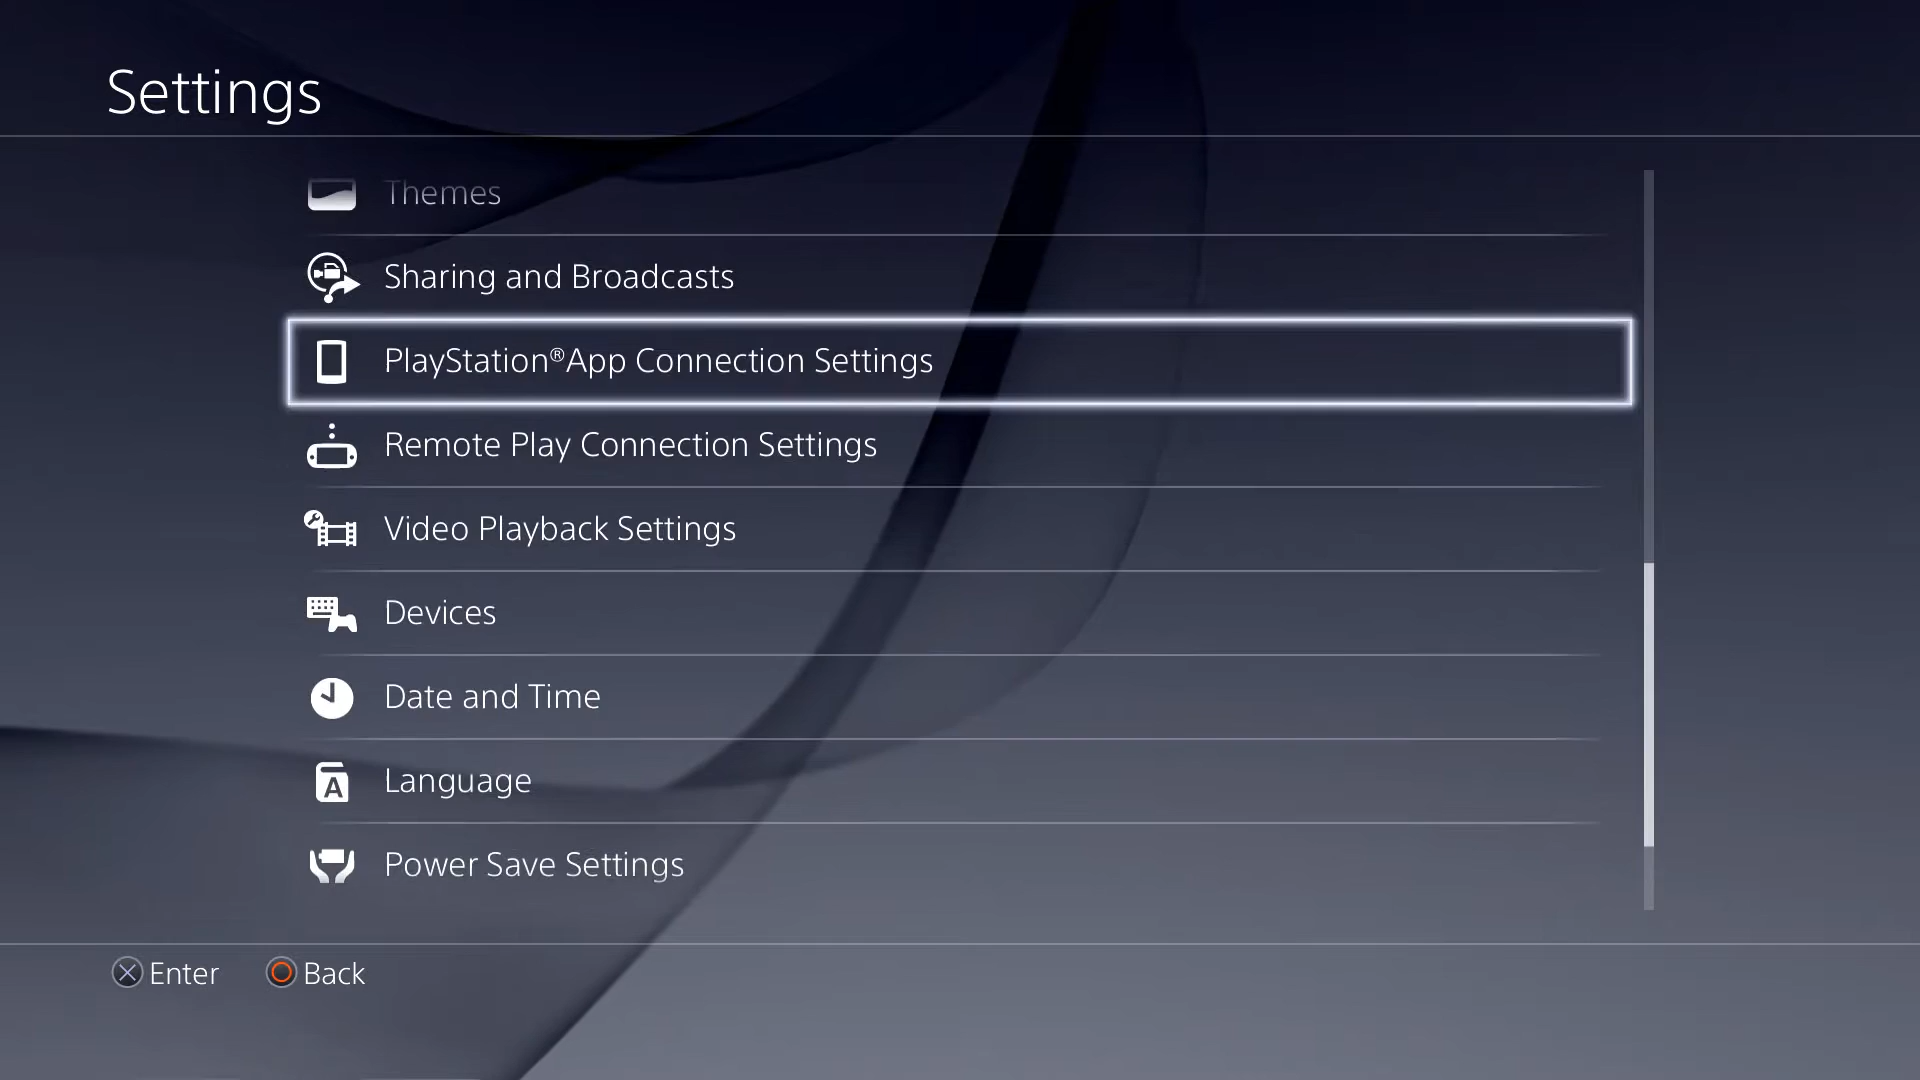 Settings
Themes
Sharing and Broadcasts
PlayStation®App Connection Settings
Remote Play Connection Settings
Video Playback Settings
Devices
Date and Time
Language
Power Save Settings
Enter Back